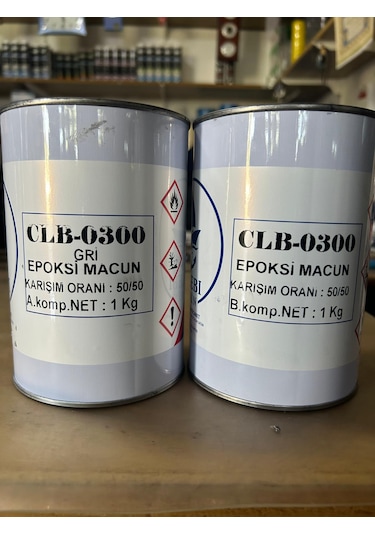 CLB-0300
GRI
EPOKSİ MACUN
KARIŞIM ORANI : 50/50
A.komp.NET : 1 Kg
CLB-0300
EPOKSİ MACUN
KARIŞIM ORANI : 50/50
B.komp.NET : 1 Kg